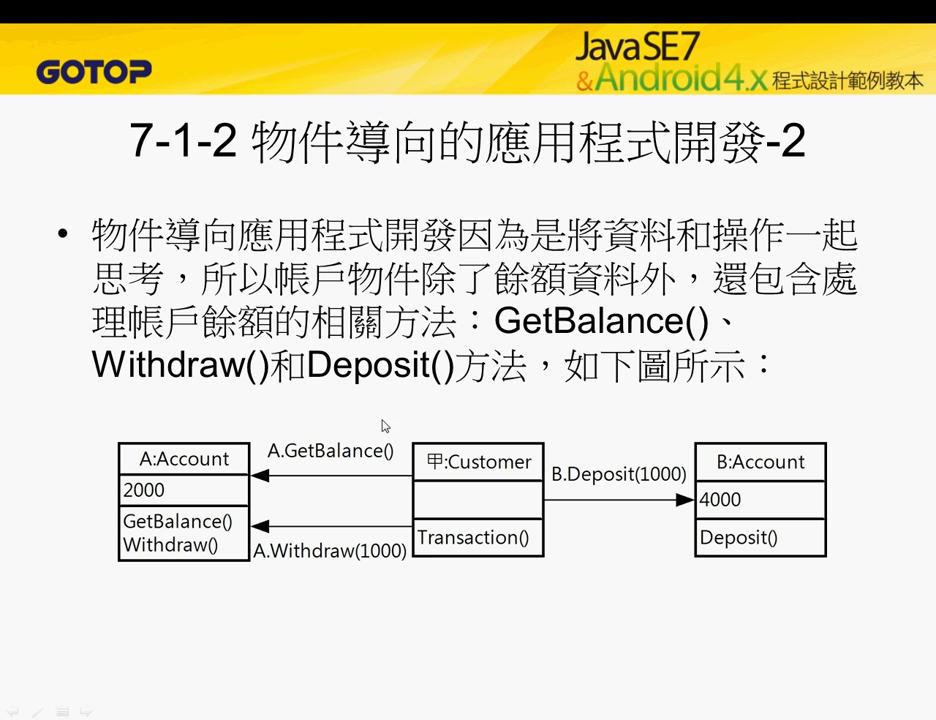 GOTOP
JavaSE7
&Android4.x 程式設計範例教本
7-1-2 物件導向的應用程式開發-2
• 物件導向應用程式開發因為是將資料和操作一起
思考，所以帳戶物件除了餘額資料外，還包含處
理帳戶餘額的相關方法：GetBalance()、
Withdraw()和Deposit()方法，如下圖所示：
A:Account
2000
GetBalance()
Withdraw()
A.GetBalance()
A.Withdraw(1000)
甲:Customer
Transaction()
B.Deposit(1000)
B:Account
4000
Deposit()